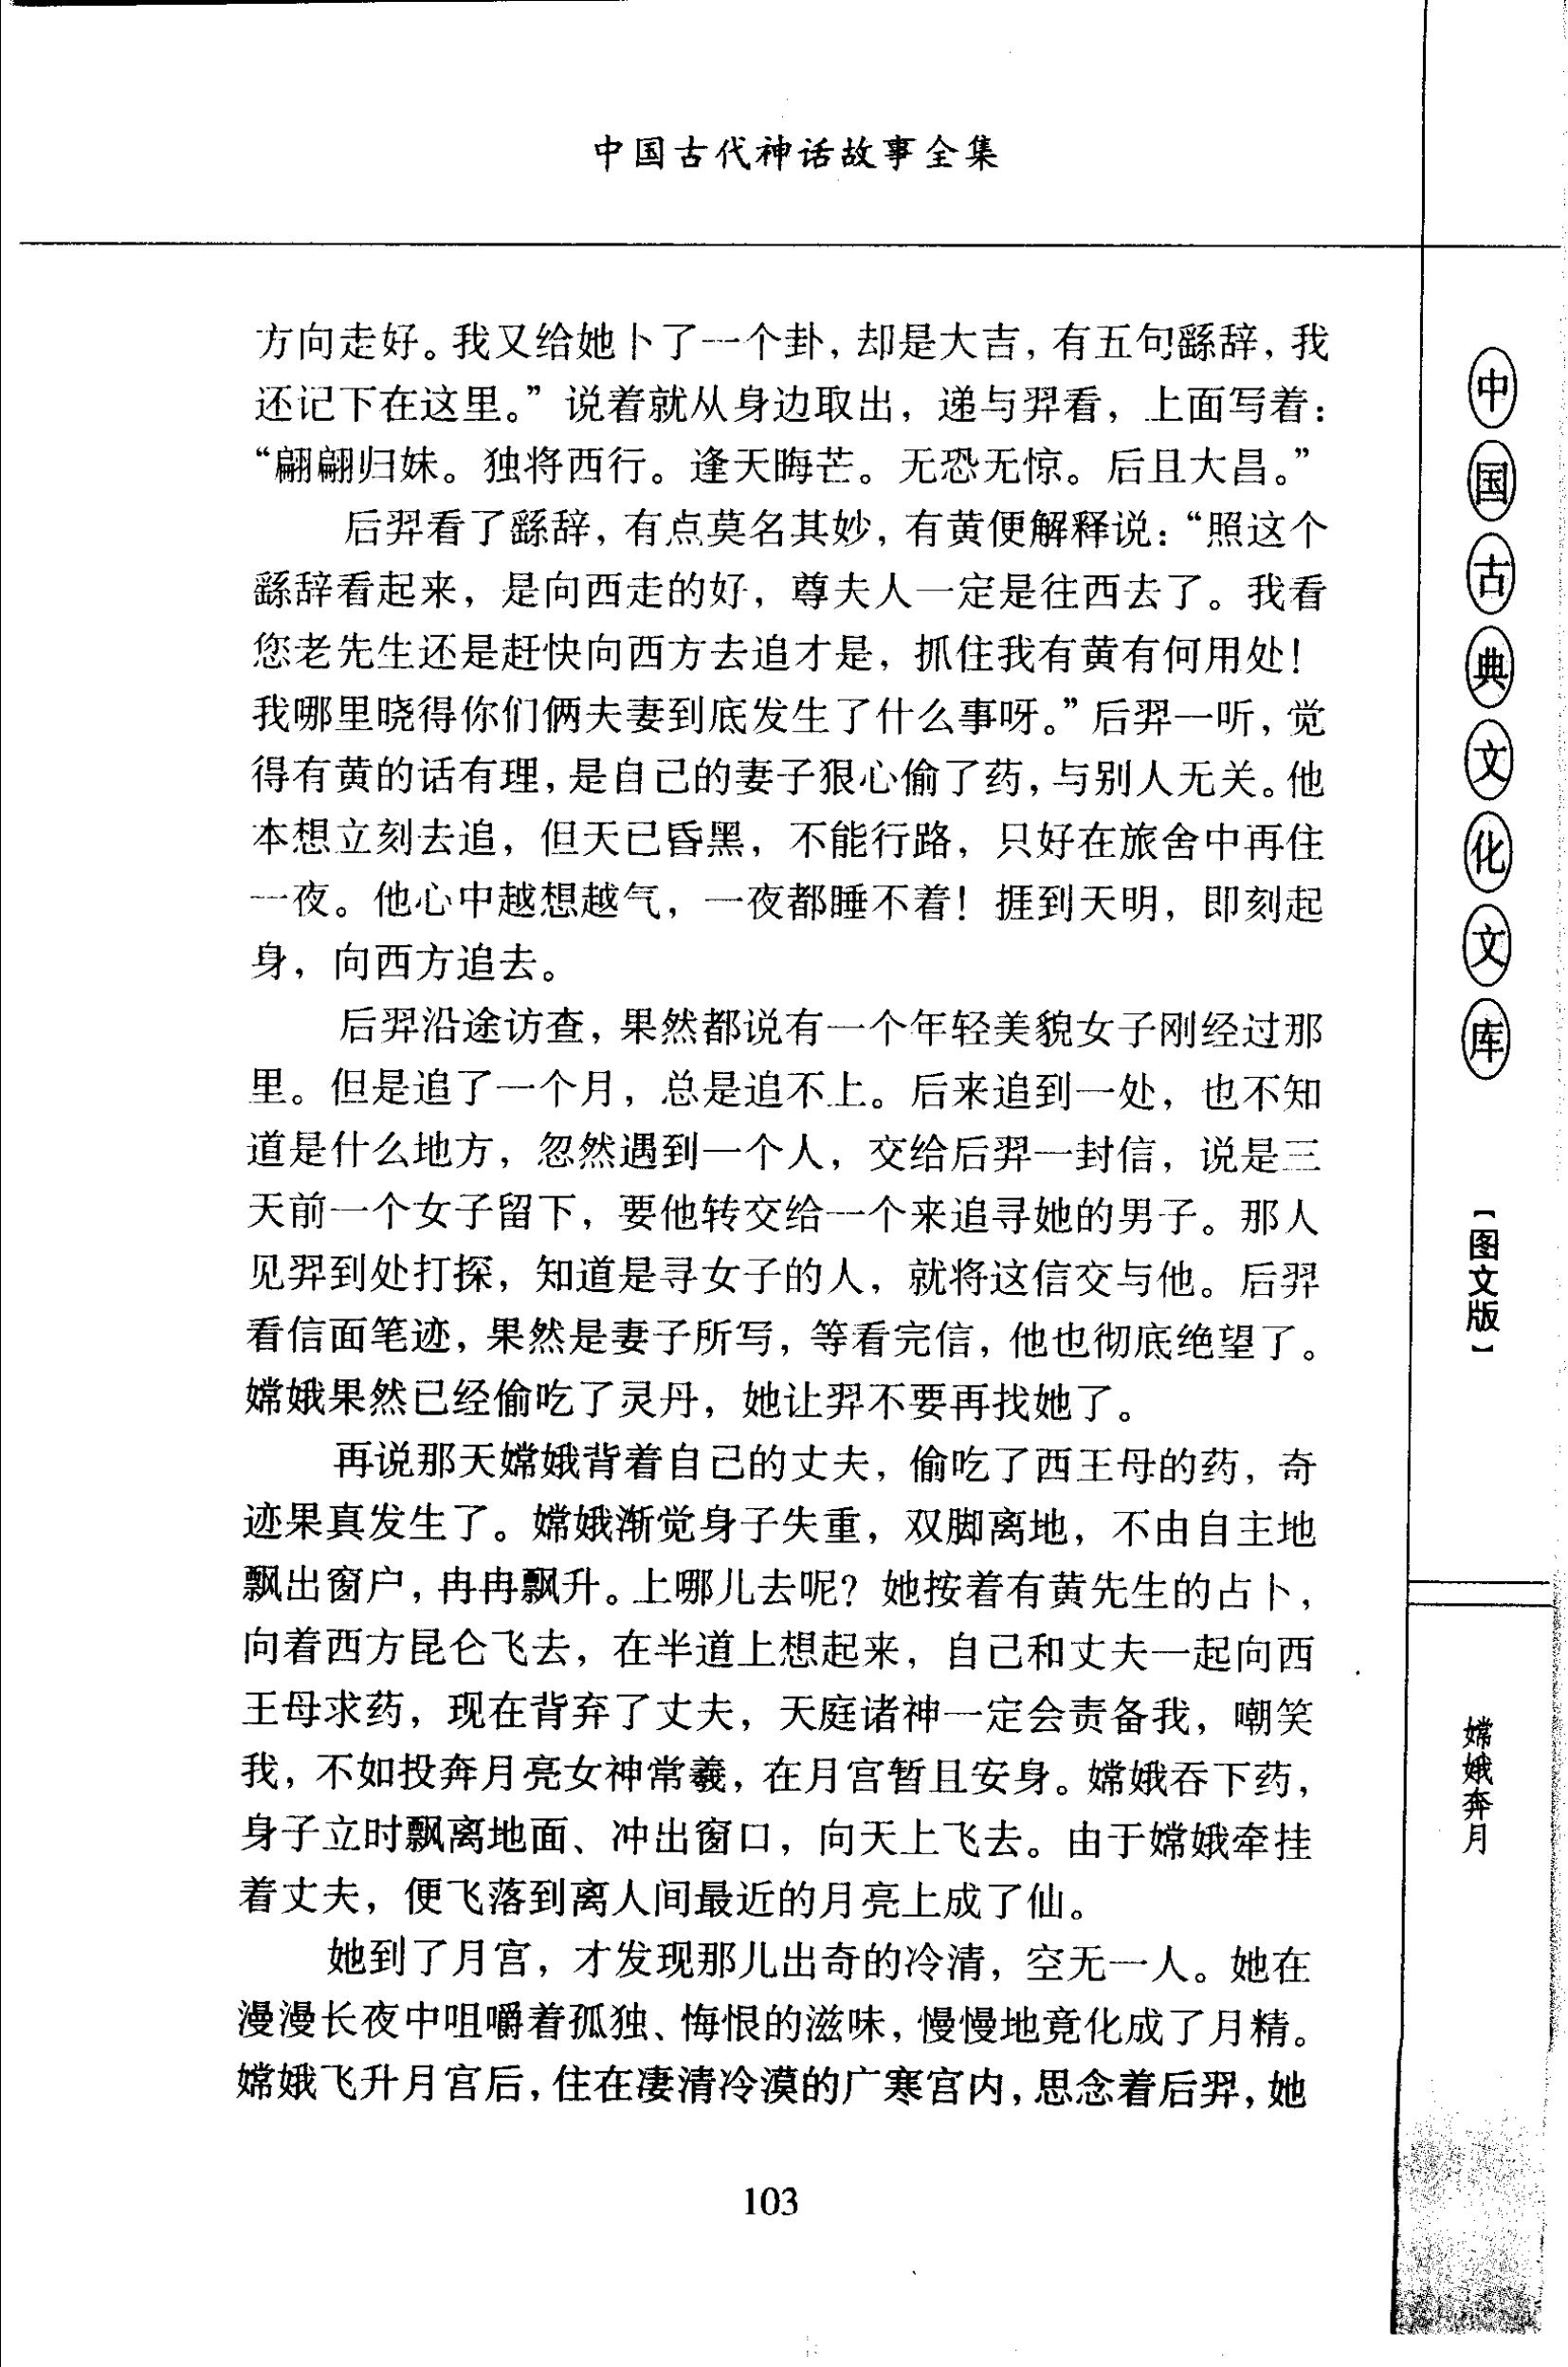 中国古代神话故事全集
方向走好。我又给她卜了一个卦，却是大吉，有五句繇辞，我
还记下在这里。”说着就从身边取出，递与羿看，上面写着：
“翩翩归妹。独将西行。逢天晦芒。无恐无惊。后且大昌。”
后羿看了繇辞，有点莫名其妙，有黄便解释说：“照这个
繇辞看起来，是向西走的好，尊夫人一定是往西去了。我看
您老先生还是赶快向西方去追才是，抓住我有黄有何用处！
我哪里晓得你们俩夫妻到底发生了什么事呀。”后羿一听，觉
得有黄的话有理，是自己的妻子狠心偷了药，与别人无关。他
本想立刻去追，但天已昏黑，不能行路，只好在旅舍中再住
一夜。他心中越想越气，一夜都睡不着！捱到天明，即刻起
身，向西方追去。
后羿沿途访查，果然都说有一个年轻美貌女子刚经过那
里。但是追了一个月，总是追不上。后来追到一处，也不知
道是什么地方，忽然遇到一个人，交给后羿一封信，说是三
天前一个女子留下，要他转交给一个来追寻她的男子。那人
见羿到处打探，知道是寻女子的人，就将这信交与他。后羿
看信面笔迹，果然是妻子所写，等看完信，他也彻底绝望了。
嫦娥果然已经偷吃了灵丹，她让羿不要再找她了。
再说那天嫦娥背着自己的丈夫，偷吃了西王母的药，奇
迹果真发生了。嫦娥渐觉身子失重，双脚离地，不由自主地
飘出窗户，冉冉飘升。上哪儿去呢？她按着有黄先生的占卜，
向着西方昆仑飞去，在半道上想起来，自己和丈夫一起向西
王母求药，现在背弃了丈夫，天庭诸神一定会责备我，嘲笑
我，不如投奔月亮女神常羲，在月宫暂且安身。嫦娥吞下药，
身子立时飘离地面、冲出窗口，向天上飞去。由于嫦娥牵挂
着丈夫，便飞落到离人间最近的月亮上成了仙。
她到了月宫，才发现那儿出奇的冷清，空无一人。她在
漫漫长夜中咀嚼着孤独、悔恨的滋味，慢慢地竟化成了月精。
嫦娥飞升月宫后，住在凄清冷漠的广寒宫内，思念着后羿，她
103
中国古典文化文库
【图文版】
嫦娥奔月